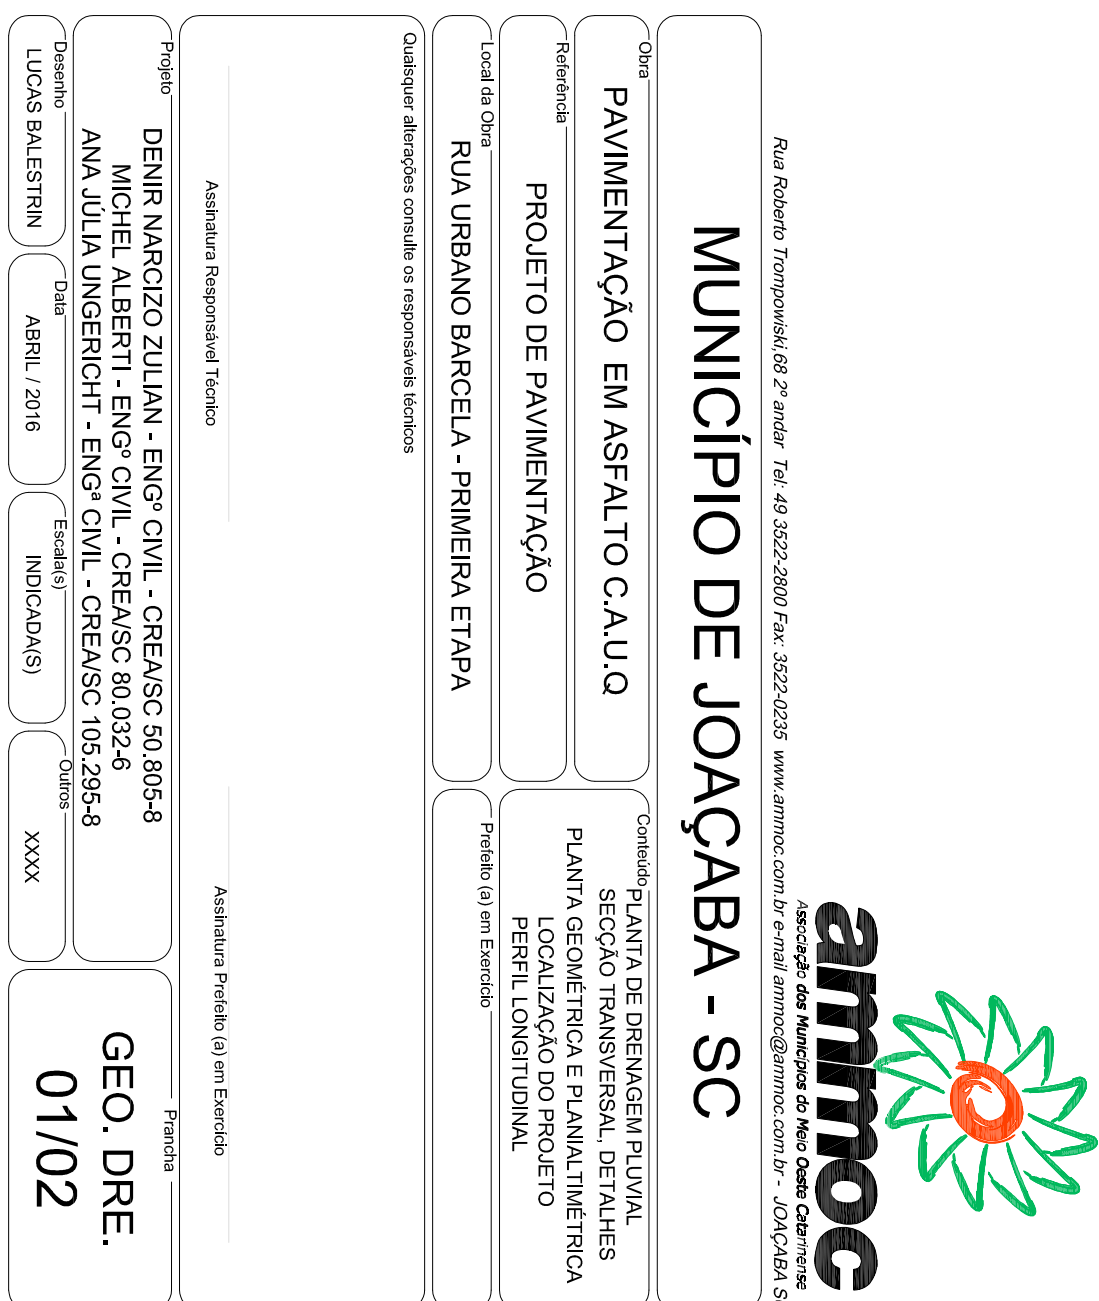 ammoc
Associação dos Municípios do Meio Oeste Catarinense
Rua Roberto Trompowiski,68 2º andar Tel: 49 3522-2800 Fax: 3522-0235 www.ammoc.com.br e-mail ammoc@ammoc.com.br - JOAÇABA
MUNICÍPIO DE JOAÇABA - SC
Obra
PAVIMENTAÇÃO EM ASFALTO C.A.U.Q
Referência
PROJETO DE PAVIMENTAÇÃO
Local da Obra
RUA URBANO BARCELA - PRIMEIRA ETAPA
Conteúdo
PLANTA DE DRENAGEM PLUVIAL
SECÇÃO TRANSVERSAL, DETALHES
PLANTA GEOMÉTRICA E PLANIALTIMÉTRICA
LOCALIZAÇÃO DO PROJETO
PERFIL LONGITUDINAL
Prefeito (a) em Exercício
Quaisquer alterações consulte os responsáveis técnicos
Assinatura Responsável Técnico
Assinatura Prefeito (a) em Exercício
Projeto
DENIR NARCIZO ZULIAN - ENGº CIVIL - CREA/SC 50.805-8
MICHEL ALBERTI - ENGº CIVIL - CREA/SC 80.032-6
ANA JÚLIA UNGERICHT - ENGª CIVIL - CREA/SC 105.295-8
Desenho
LUCAS BALESTRIN
Data
ABRIL / 2016
Escala(s)
INDICADA(S)
Outros
XXXX
Prancha
GEO. DRE.
01/02